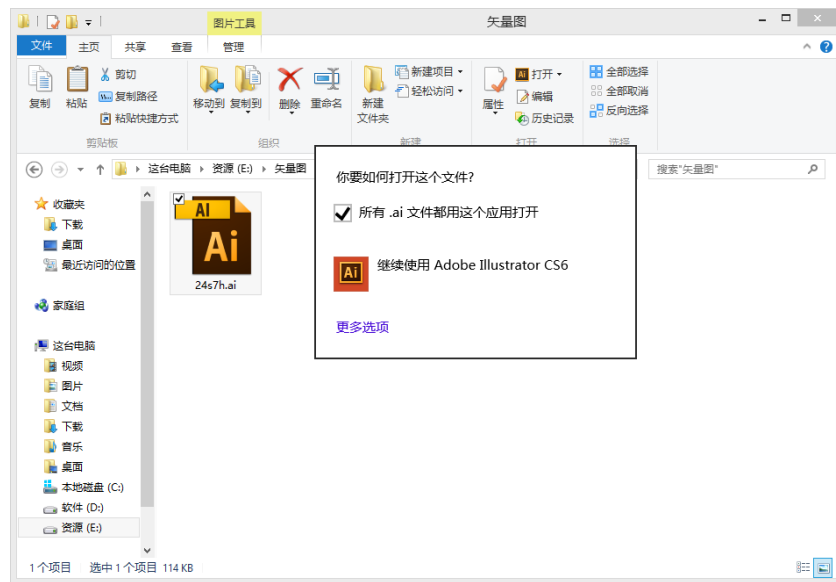 图片工具
矢量图
文件
主页
共享
查看
管理
复制
粘贴
剪切
复制路径
粘贴快捷方式
移动到
复制到
删除
重命名
新建
文件夹
新建项目
轻松访问
属性
打开
编辑
历史记录
全部选择
全部取消
反向选择
剪贴板
组织
新建
打开
选择
这台电脑
资源 (E:)
矢量图
搜索"矢量图"
收藏夹
下载
桌面
最近访问的位置
家庭组
这台电脑
视频
图片
文档
下载
音乐
桌面
本地磁盘 (C:)
软件 (D:)
资源 (E:)
AI
Ai
24s7h.ai
你要如何打开这个文件?
所有 .ai 文件都用这个应用打开
Ai
继续使用 Adobe Illustrator CS6
更多选项
1 个项目
选中 1 个项目 114 KB